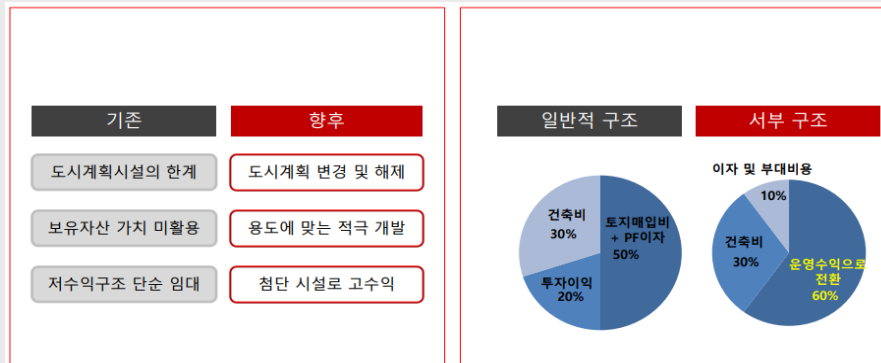 기존
향후
도시계획시설의 한계
도시계획 변경 및 해제
보유자산 가치 미활용
용도에 맞는 적극 개발
저수익구조 단순 임대
첨단 시설로 고수익
일반적 구조
서부 구조
건축비
30%
토지매입비
+ PF이자
50%
투자이익
20%
이자 및 부대비용
10%
건축비
30%
운영수익으로
전환
60%